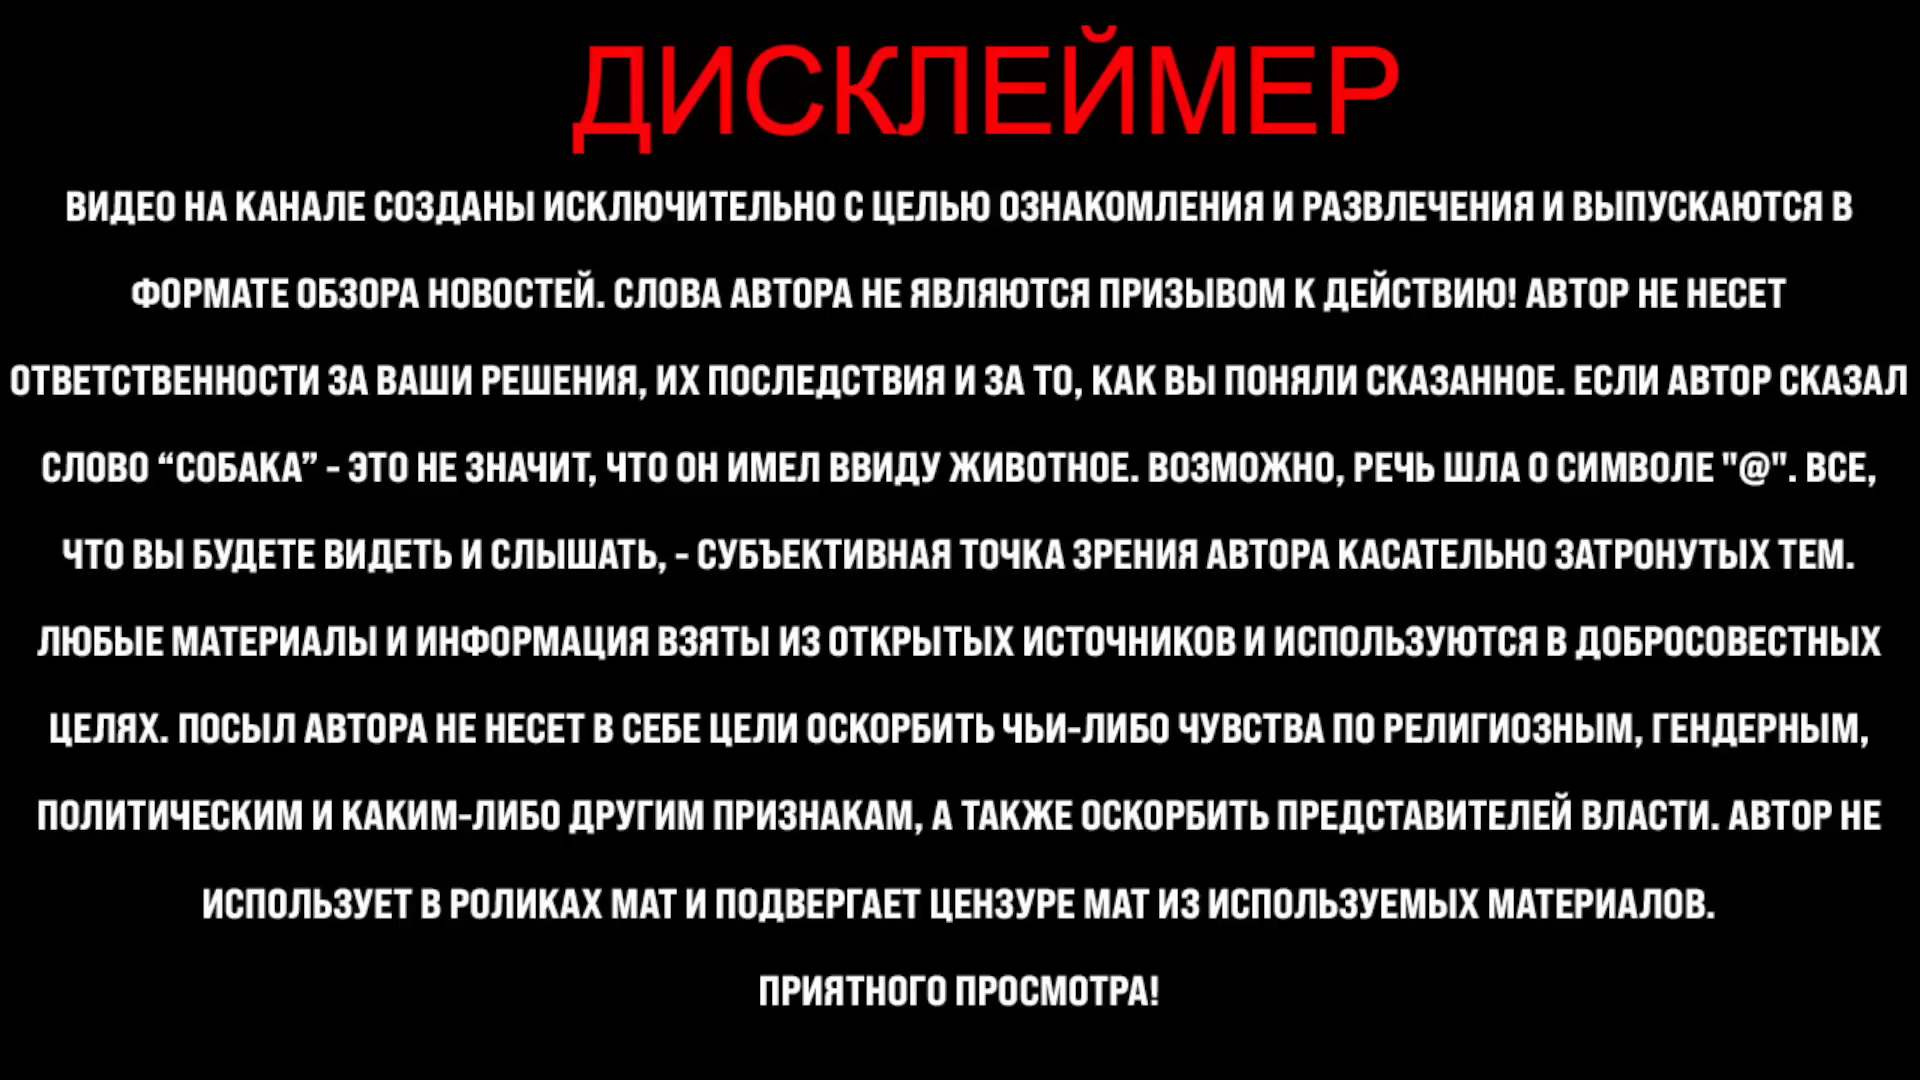 ДИСКЛЕЙМЕР
ВИДЕО НА КАНАЛЕ СОЗДАНЫ ИСКЛЮЧИТЕЛЬНО С ЦЕЛЬЮ ОЗНАКОМЛЕНИЯ И РАЗВЛЕЧЕНИЯ И ВЫПУСКАЮТСЯ В
ФОРМАТЕ ОБЗОРА НОВОСТЕЙ. СЛОВА АВТОРА НЕ ЯВЛЯЮТСЯ ПРИЗЫВОМ К ДЕЙСТВИЮ! АВТОР НЕ НЕСЕТ
ОТВЕТСТВЕННОСТИ ЗА ВАШИ РЕШЕНИЯ, ИХ ПОСЛЕДСТВИЯ И ЗА ТО, КАК ВЫ ПОНЯЛИ СКАЗАННОЕ. ЕСЛИ АВТОР СКАЗАЛ
СЛОВО “СОБАКА” - ЭТО НЕ ЗНАЧИТ, ЧТО ОН ИМЕЛ ВВИДУ ЖИВОТНОЕ. ВОЗМОЖНО, РЕЧЬ ШЛА О СИМВОЛЕ "@". ВСЕ,
ЧТО ВЫ БУДЕТЕ ВИДЕТЬ И СЛЫШАТЬ, - СУБЪЕКТИВНАЯ ТОЧКА ЗРЕНИЯ АВТОРА КАСАТЕЛЬНО ЗАТРОНУТЫХ ТЕМ.
ЛЮБЫЕ МАТЕРИАЛЫ И ИНФОРМАЦИЯ ВЗЯТЫ ИЗ ОТКРЫТЫХ ИСТОЧНИКОВ И ИСПОЛЬЗУЮТСЯ В ДОБРОСОВЕСТНЫХ
ЦЕЛЯХ. ПОСЫЛ АВТОРА НЕ НЕСЕТ В СЕБЕ ЦЕЛИ ОСКОРБИТЬ ЧЬИ-ЛИБО ЧУВСТВА ПО РЕЛИГИОЗНЫМ, ГЕНДЕРНЫМ,
ПОЛИТИЧЕСКИМ И КАКИМ-ЛИБО ДРУГИМ ПРИЗНАКАМ, А ТАКЖЕ ОСКОРБИТЬ ПРЕДСТАВИТЕЛЕЙ ВЛАСТИ. АВТОР НЕ
ИСПОЛЬЗУЕТ В РОЛИКАХ МАТ И ПОДВЕРГАЕТ ЦЕНЗУРЕ МАТ ИЗ ИСПОЛЬЗУЕМЫХ МАТЕРИАЛОВ.
ПРИЯТНОГО ПРОСМОТРА!